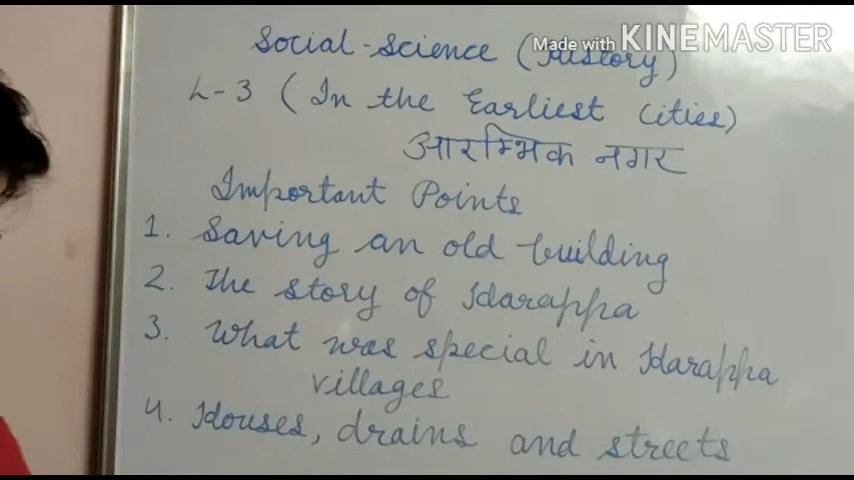 Social-science (History)
Made with KINEMASTER
L-3 (In the Earliest Cities)
आरम्भिक नगर
Important Points
1. Saving an old building
2. The story of Harappa
3. What was special in Harappa
villages
4. Houses, drains and streets